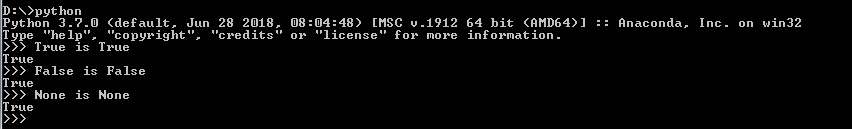 D:\>python
Python 3.7.0 (default, Jun 28 2018, 08:04:48) [MSC v.1912 64 bit (AMD64)] :: Anaconda, Inc. on win32
Type "help", "copyright", "credits" or "license" for more information.
>>> True is True
True
>>> False is False
True
>>> None is None
True
>>>